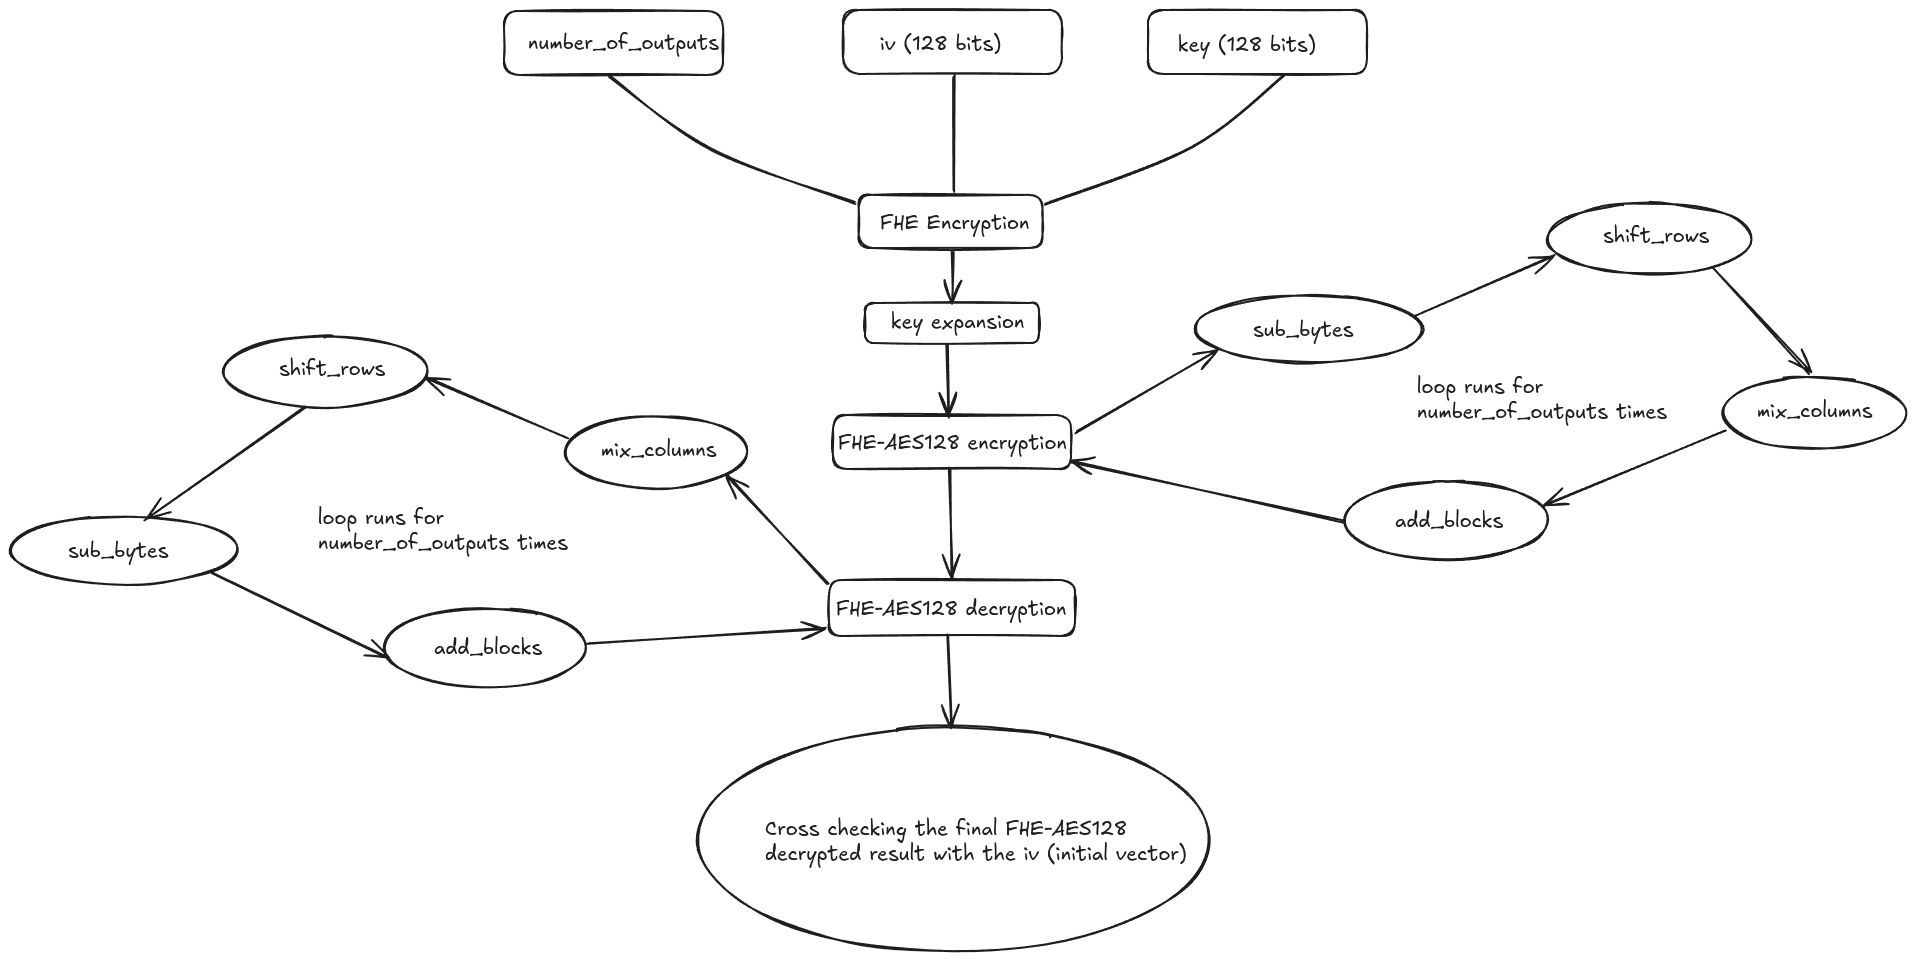 number_of_outputs
iv (128 bits)
key (128 bits)
FHE Encryption
key expansion
FHE-AES128 encryption
sub_bytes
shift_rows
mix_columns
add_blocks
loop runs for
number_of_outputs times
FHE-AES128 decryption
mix_columns
shift_rows
sub_bytes
add_blocks
loop runs for
number_of_outputs times
Cross checking the final FHE-AES128
decrypted result with the iv (initial vector)